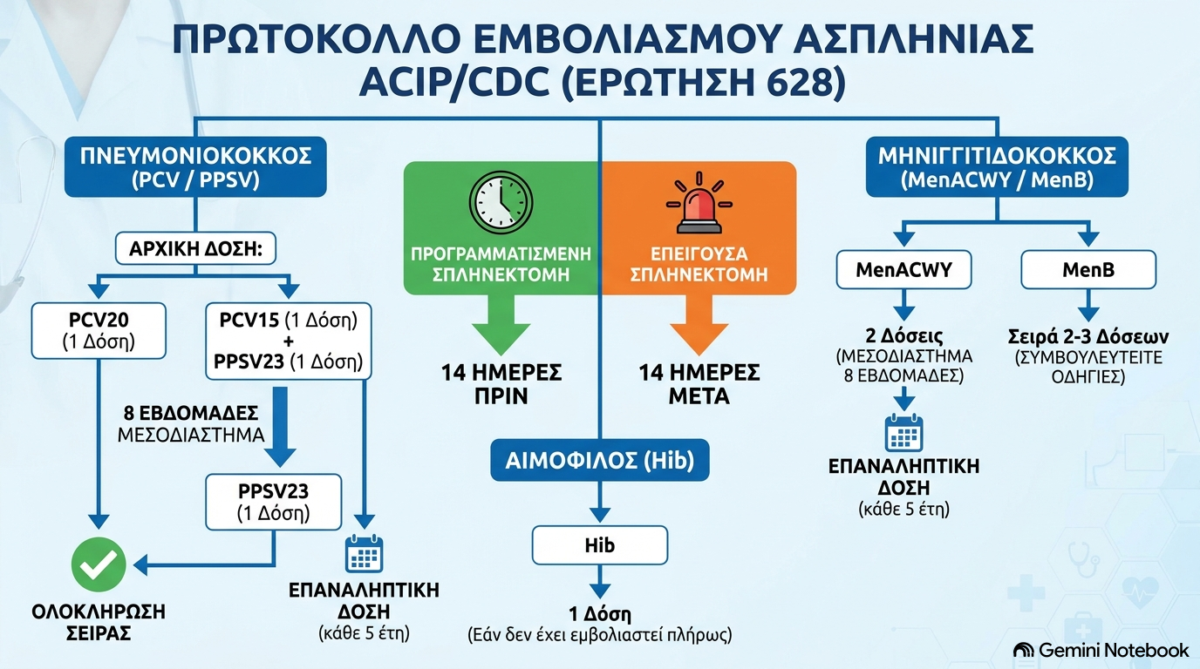 ΠΡΩΤΟΚΟΛΛΟ ΕΜΒΟΛΙΑΣΜΟΥ ΑΣΠΛΗΝΙΑΣ
ACIP/CDC (ΕΡΩΤΗΣΗ 628)
ΠΝΕΥΜΟΝΙΟΚΟΚΚΟΣ
(PCV / PPSV)
ΑΡΧΙΚΗ ΔΟΣΗ:
PCV20
(1 Δόση)
PCV15 (1 Δόση)
+
PPSV23 (1 Δόση)
8 ΕΒΔΟΜΑΔΕΣ
ΜΕΣΟΔΙΑΣΤΗΜΑ
PPSV23
(1 Δόση)
ΟΛΟΚΛΗΡΩΣΗ
ΣΕΙΡΑΣ
ΕΠΑΝΑΛΗΠΤΙΚΗ
ΔΟΣΗ
(κάθε 5 έτη)
ΠΡΟΓΡΑΜΜΑΤΙΣΜΕΝΗ
ΣΠΛΗΝΕΚΤΟΜΗ
14 ΗΜΕΡΕΣ
ΠΡΙΝ
ΕΠΕΙΓΟΥΣΑ
ΣΠΛΗΝΕΚΤΟΜΗ
14 ΗΜΕΡΕΣ
ΜΕΤΑ
ΑΙΜΟΦΙΛΟΣ (Hib)
Hib
1 Δόση
(Εάν δεν έχει εμβολιαστεί πλήρως)
ΜΗΝΙΓΓΙΤΙΔΟΚΟΚΚΟΣ
(MenACWY / MenB)
MenACWY
2 Δόσεις
(ΜΕΣΟΔΙΑΣΤΗΜΑ
8 ΕΒΔΟΜΑΔΕΣ)
ΕΠΑΝΑΛΗΠΤΙΚΗ
ΔΟΣΗ
(κάθε 5 έτη)
MenB
Σειρά 2-3 Δόσεων
(ΣΥΜΒΟΥΛΕΥΤΕΙΤΕ
ΟΔΗΓΙΕΣ)
Gemini Notebook